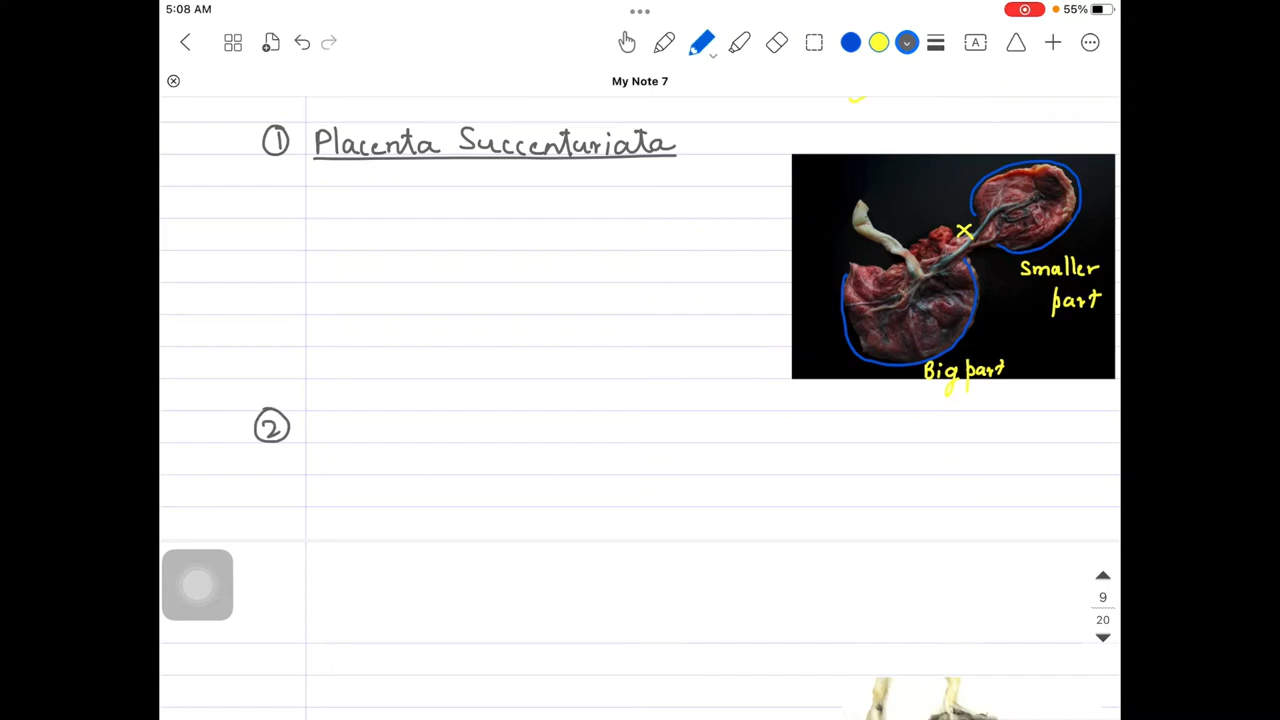 5:08 AM
55%
A
My Note 7
① Placenta Succenturiata
x
Smaller
part
Big part
②
9
20